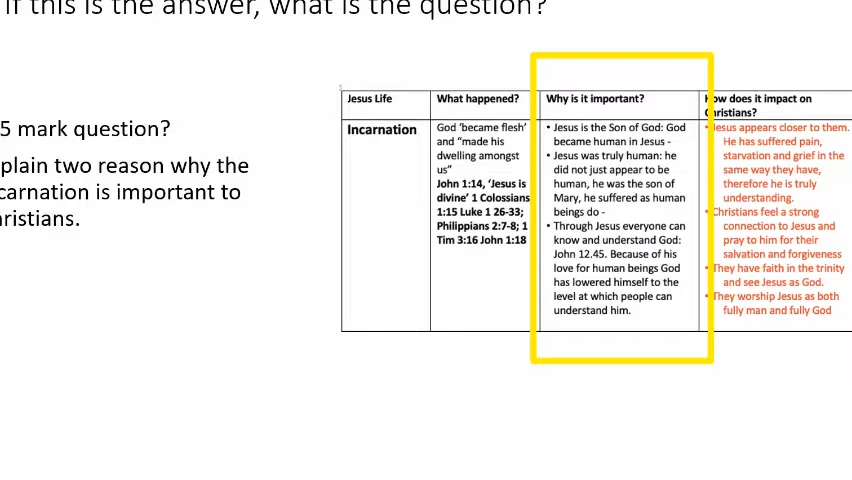 if this is the answer, what is the question?
5 mark question?
plain two reason why the
carnation is important to
ristians.
Jesus Life
What happened?
Why is it important?
How does it impact on
Christians?
Incarnation
God 'became flesh'
and "made his
dwelling amongst
us"
John 1:14, 'Jesus is
divine' 1 Colossians
1:15 Luke 1 26-33;
Philippians 2:7-8; 1
Tim 3:16 John 1:18
• Jesus is the Son of God: God
became human in Jesus -
• Jesus was truly human: he
did not just appear to be
human, he was the son of
Mary, he suffered as human
beings do -
• Through Jesus everyone can
know and understand God:
John 12.45. Because of his
love for human beings God
has lowered himself to the
level at which people can
understand him.
• Jesus appears closer to them.
He has suffered pain,
starvation and grief in the
same way they have,
therefore he is truly
understanding.
• Christians feel a strong
connection to Jesus and
pray to him for their
salvation and forgiveness
• They have faith in the trinity
and see Jesus as God.
• They worship Jesus as both
fully man and fully God